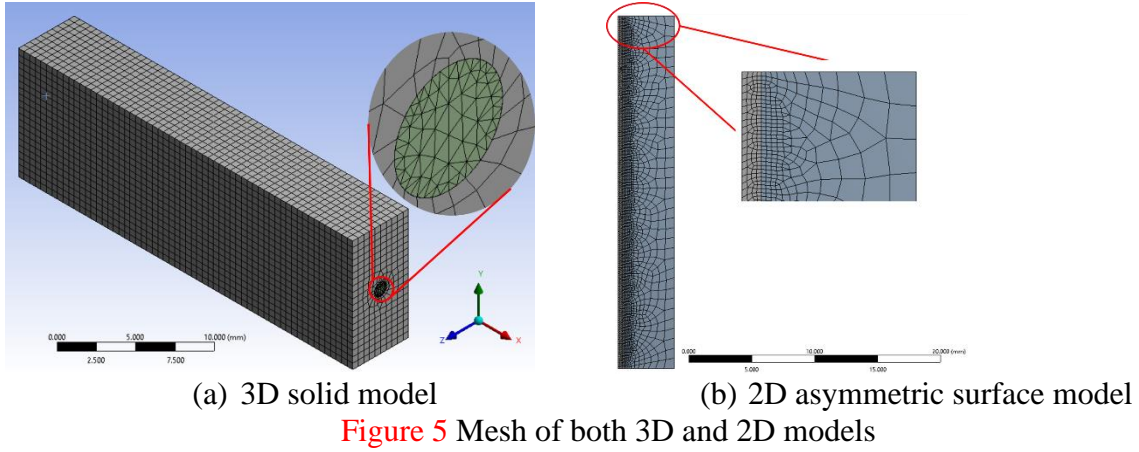 0.000 5.000 10.000 (mm)
2.500 7.500
Y
Z X
0.000 10.000 20.000 (mm)
5.000 15.000
(a) 3D solid model
(b) 2D asymmetric surface model
Figure 5 Mesh of both 3D and 2D models